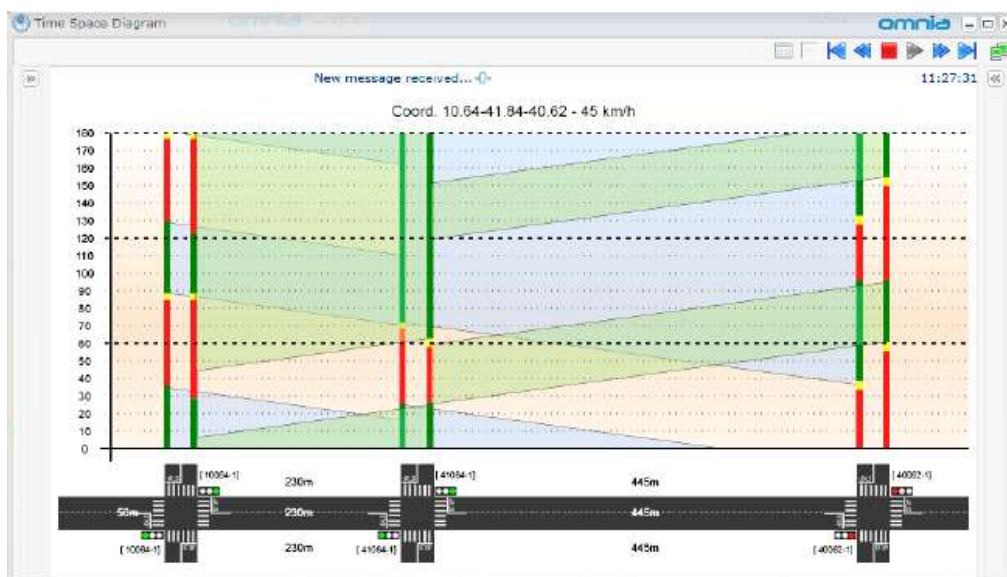 Time Space Diagram
omnia
New message received...
11:27:31
Coord. 10.64-41.84-40.62 - 45 km/h
180
170
160
150
140
130
120
110
100
90
80
70
60
50
40
30
20
10
0
[10064-1] 230m [41084-1] 445m [40062-1]
50m 230m 445m
[10064-1] 230m [41084-1] 445m [40062-1]